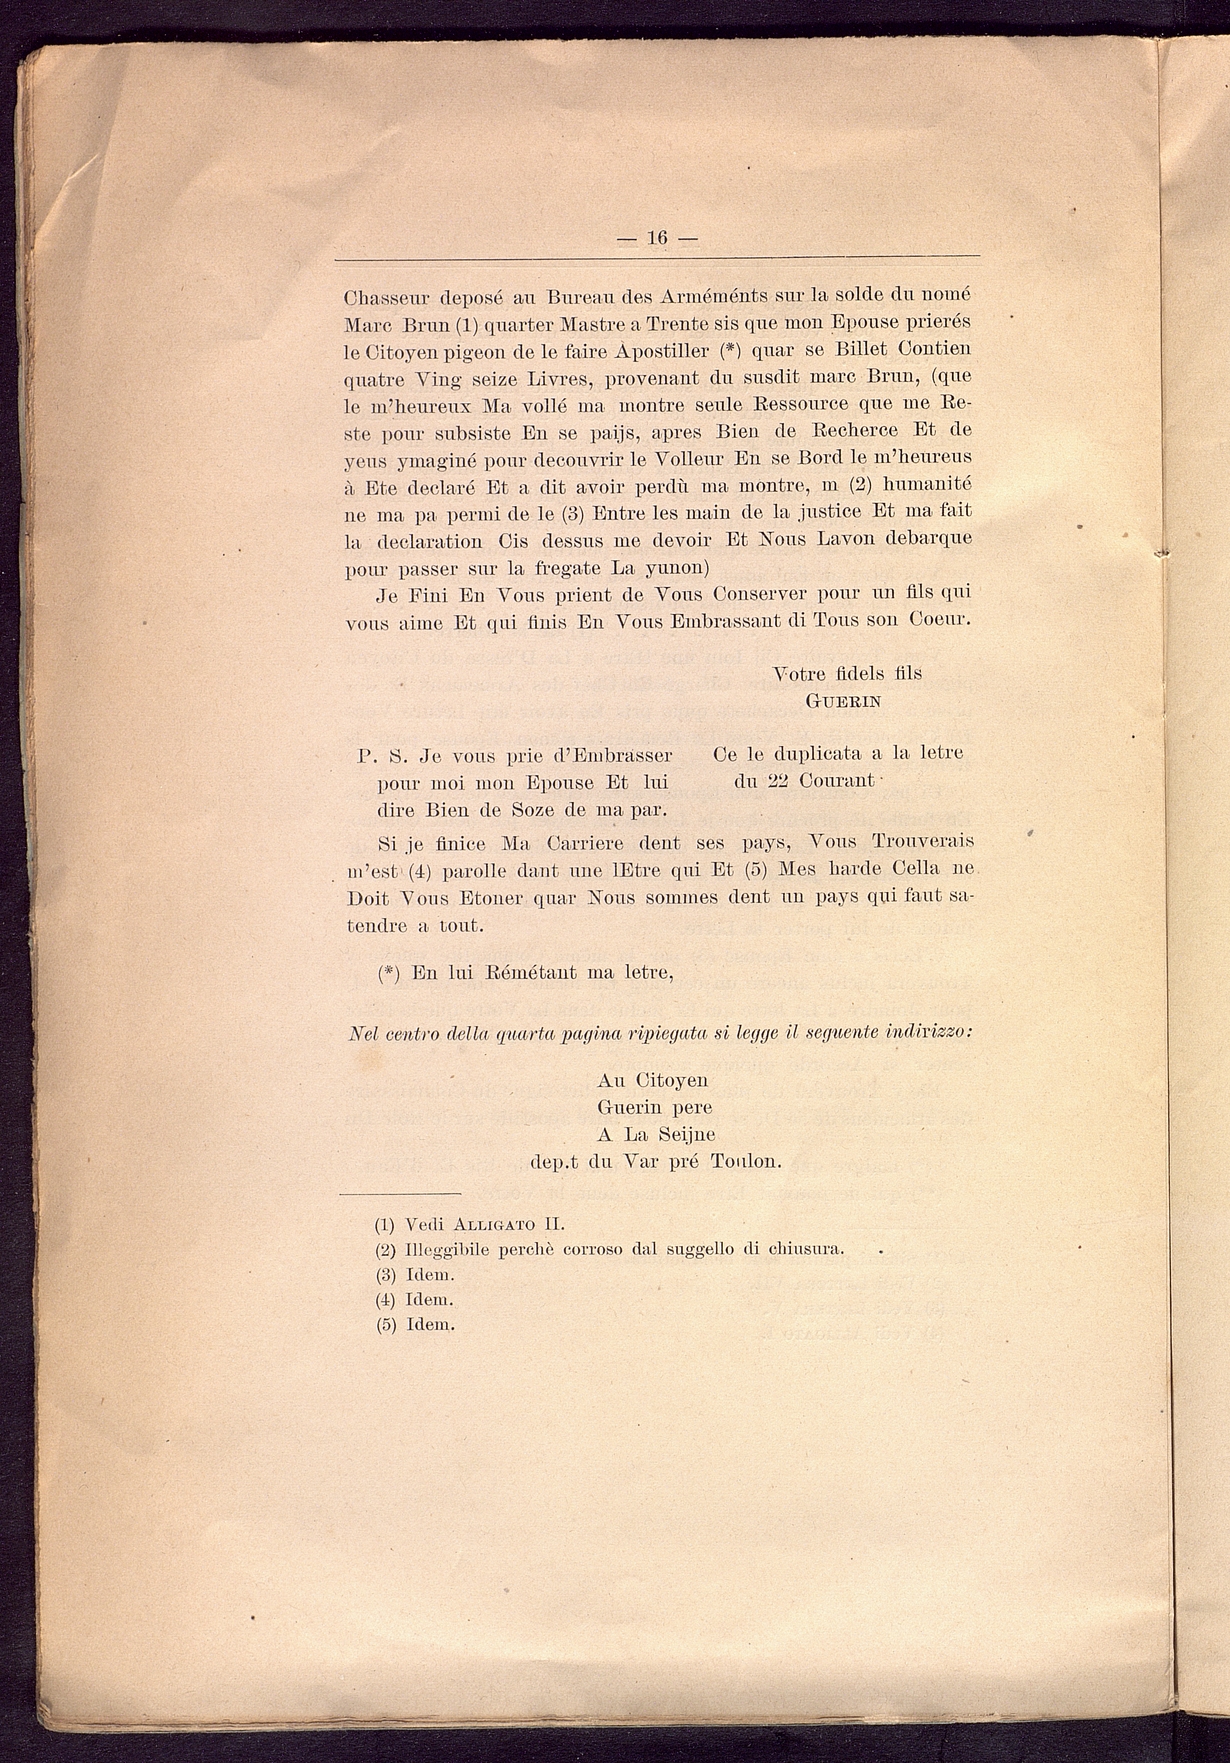 — 16 —
Chasseur deposé au Bureau des Arméménts sur la solde du nomé
Marc Brun (1) quarter Mastre a Trente sis que mon Epouse prierés
le Citoyen pigeon de le faire Apostiller (*) quar se Billet Contien
quatre Ving seize Livres, provenant du susdit marc Brun, (que
le m'heureux Ma vollé ma montre seule Ressource que me Re-
ste pour subsiste En se paijs, apres Bien de Recherce Et de
yeus ymaginé pour decouvrir le Volleur En se Bord le m'heureus
à Ete declaré Et a dit avoir perdù ma montre, m (2) humanité
ne ma pa permi de le (3) Entre les main de la justice Et ma fait
la declaration Cis dessus me devoir Et Nous Lavon debarque
pour passer sur la fregate La yunon)
Je Fini En Vous prient de Vous Conserver pour un fils qui
vous aime Et qui finis En Vous Embrassant di Tous son Coeur.
Votre fidels fils
GUERIN
P. S. Je vous prie d'Embrasser
pour moi mon Epouse Et lui
dire Bien de Soze de ma par.
Ce le duplicata a la letre
du 22 Courant
Si je finice Ma Carriere dent ses pays, Vous Trouverais
m'est (4) parolle dant une lEtre qui Et (5) Mes harde Cella ne
Doit Vous Etoner quar Nous sommes dent un pays qui faut sa-
tendre a tout.
(*) En lui Rémétant ma letre,
Nel centro della quarta pagina ripiegata si legge il seguente indirizzo:
Au Citoyen
Guerin pere
A La Seijne
dep.t du Var pré Toulon.
(1) Vedi ALLIGATO II.
(2) Illeggibile perchè corroso dal suggello di chiusura.
(3) Idem.
(4) Idem.
(5) Idem.